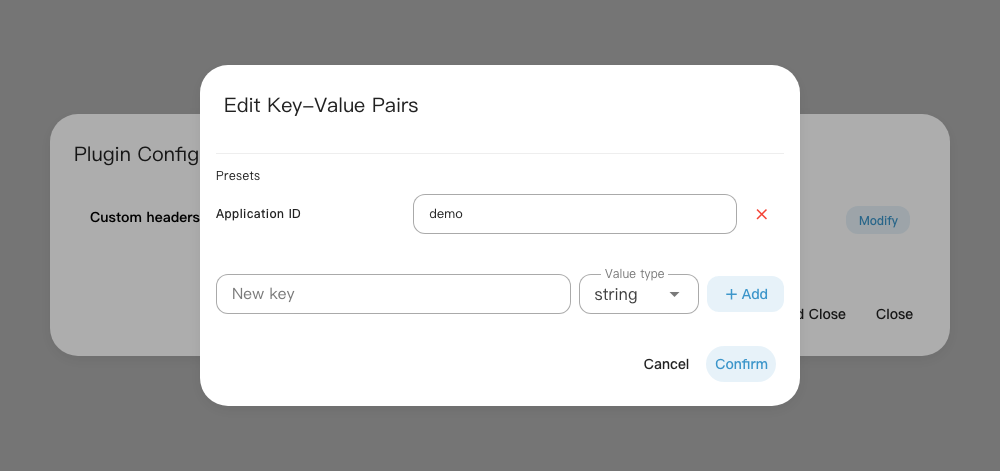 Edit Key-Value Pairs
Plugin Config
Presets
Application ID demo
Custom headers Modify
New key Value type string + Add
d Close Close
Cancel Confirm